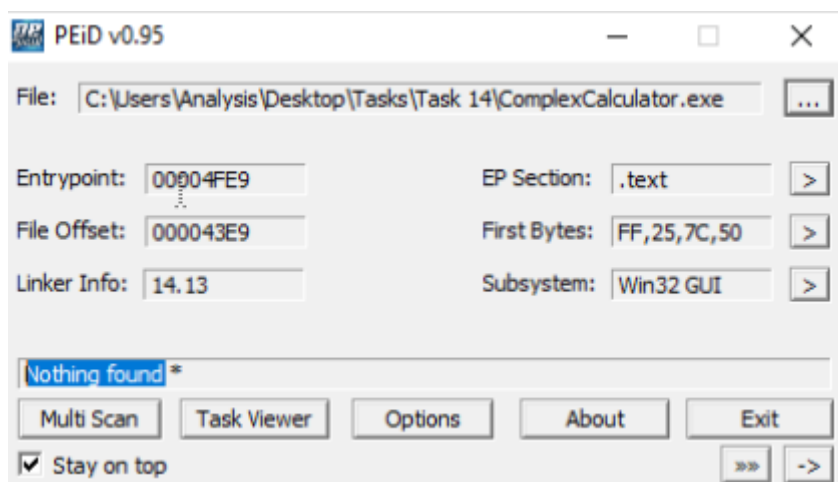 PEiD v0.95
File: C:\Users\Analysis\Desktop\Tasks\Task 14\ComplexCalculator.exe ...
Entrypoint: 00004FE9 EP Section: .text >
File Offset: 000043E9 First Bytes: FF,25,7C,50 >
Linker Info: 14.13 Subsystem: Win32 GUI >
Nothing found *
Multi Scan Task Viewer Options About Exit
Stay on top »» ->